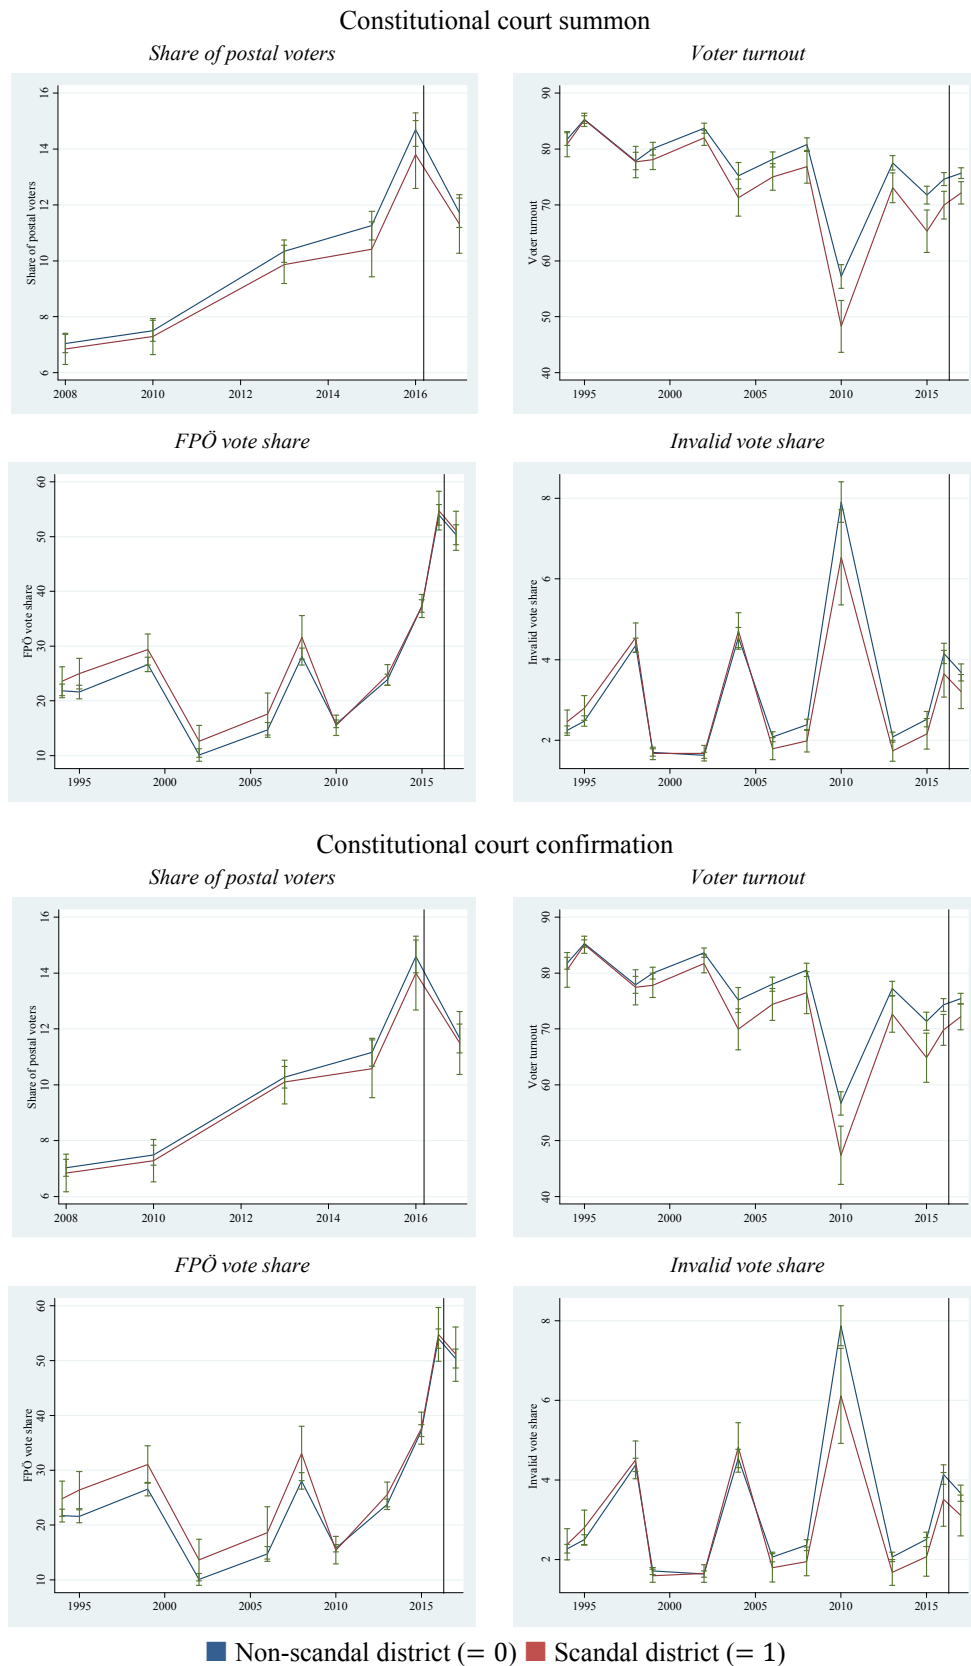 Constitutional court summon
Share of postal voters
Voter turnout
Share of postal voters
16
14
12
10
8
6
2008 2010 2012 2014 2016
Voter turnout
90
80
70
60
50
40
1995 2000 2005 2010 2015
FPÖ vote share
Invalid vote share
FPÖ vote share
60
50
40
30
20
10
1995 2000 2005 2010 2015
Invalid vote share
8
6
4
2
1995 2000 2005 2010 2015
Constitutional court confirmation
Share of postal voters
Voter turnout
Share of postal voters
16
14
12
10
8
6
2008 2010 2012 2014 2016
Voter turnout
90
80
70
60
50
40
1995 2000 2005 2010 2015
FPÖ vote share
Invalid vote share
FPÖ vote share
60
50
40
30
20
10
1995 2000 2005 2010 2015
Invalid vote share
8
6
4
2
1995 2000 2005 2010 2015
Non-scandal district (= 0) Scandal district (= 1)